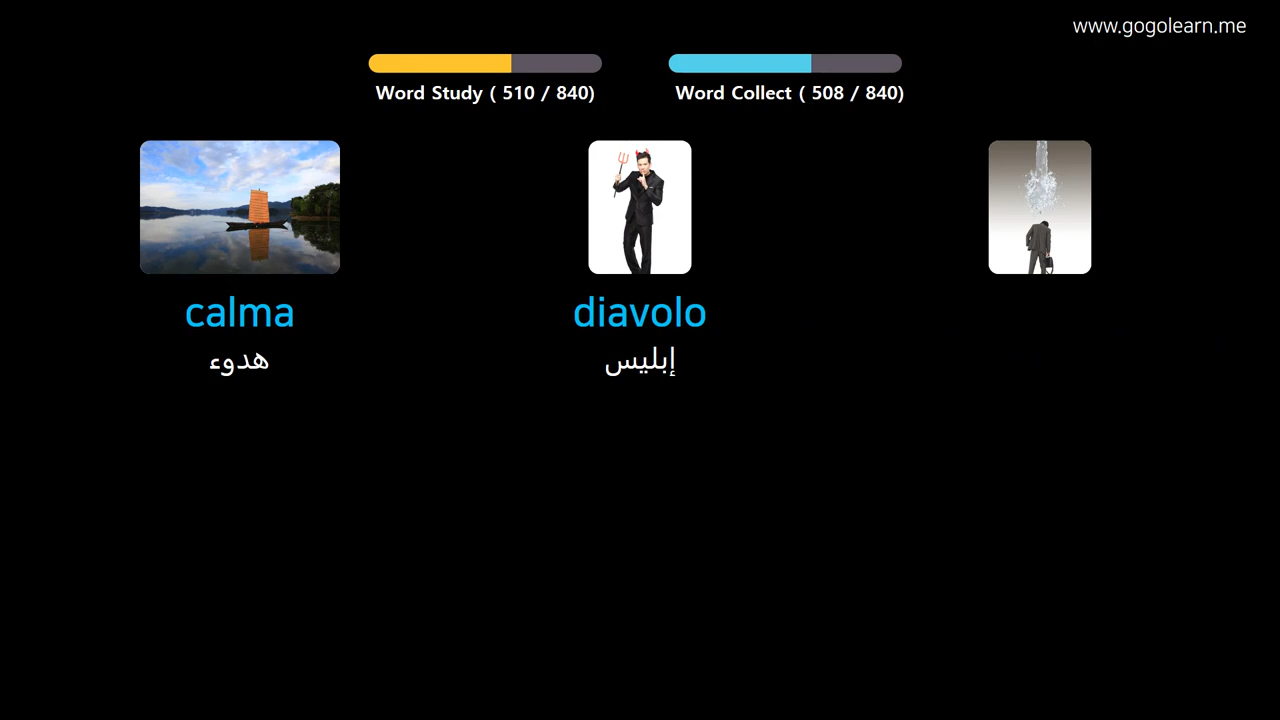 www.gogolearn.me
Word Study ( 510 / 840)
Word Collect ( 508 / 840)
calma
هدوء
diavolo
إبليس